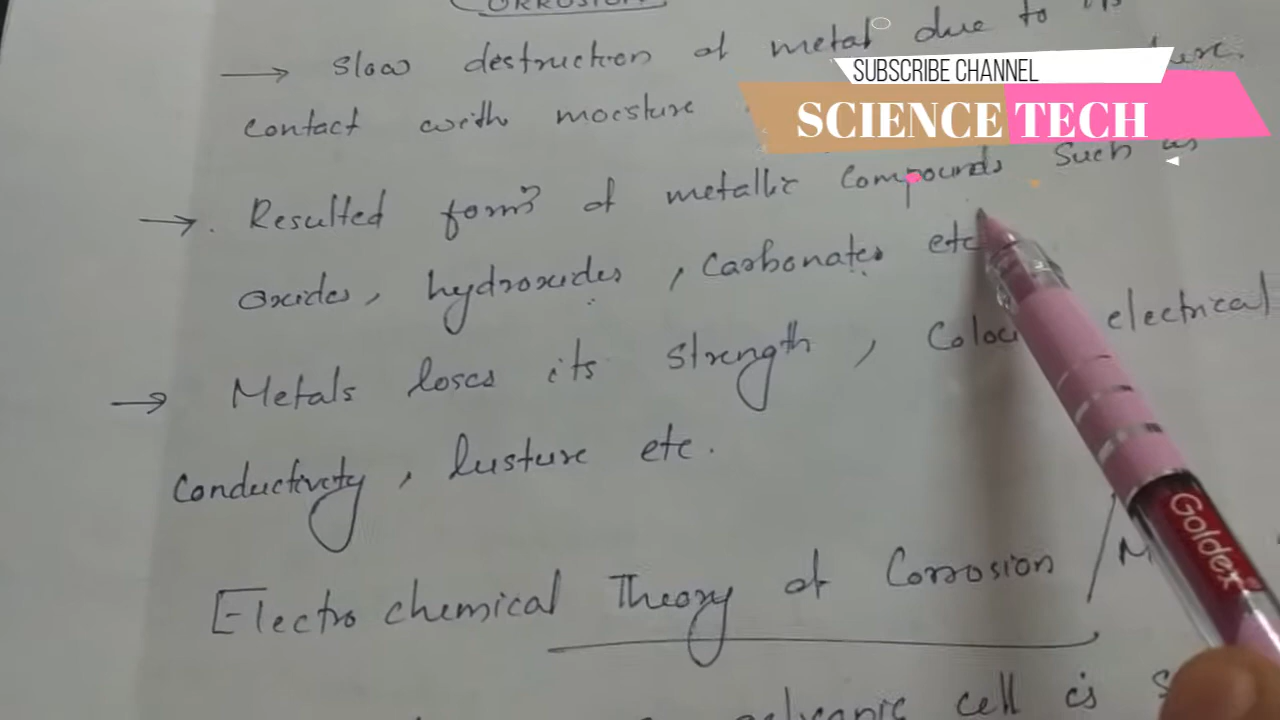 CORROSION
→ Slow destruction of metal due to its
SUBSCRIBE CHANNEL
contact with moisture
SCIENCE TECH
→. Resulted form? of metallic compounds such as
oxides, hydroxides, carbonates etc
→ Metals loses its strength, electrical
conductivity, lusture etc.
Electro chemical Theory of Corrosion /
cell is
Goldex